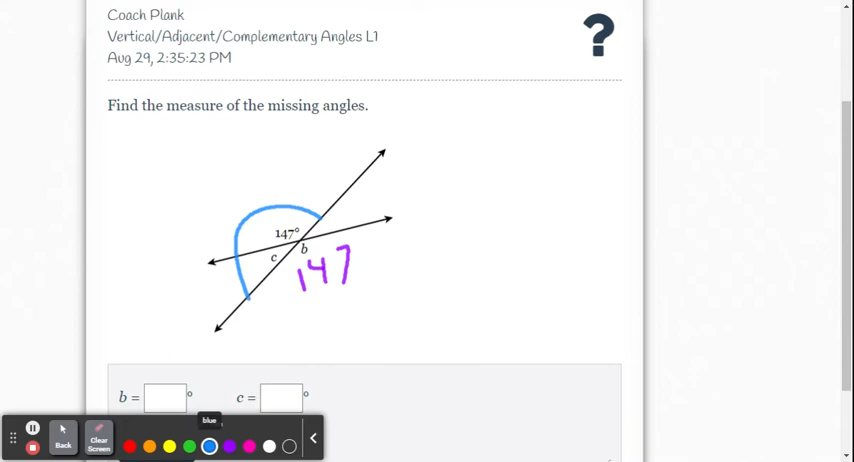 Coach Plank
Vertical/Adjacent/Complementary Angles L1
Aug 29, 2:35:23 PM
?
Find the measure of the missing angles.
147°
b
c
147
b = °
c = °
blue
Back
Clear
Screen